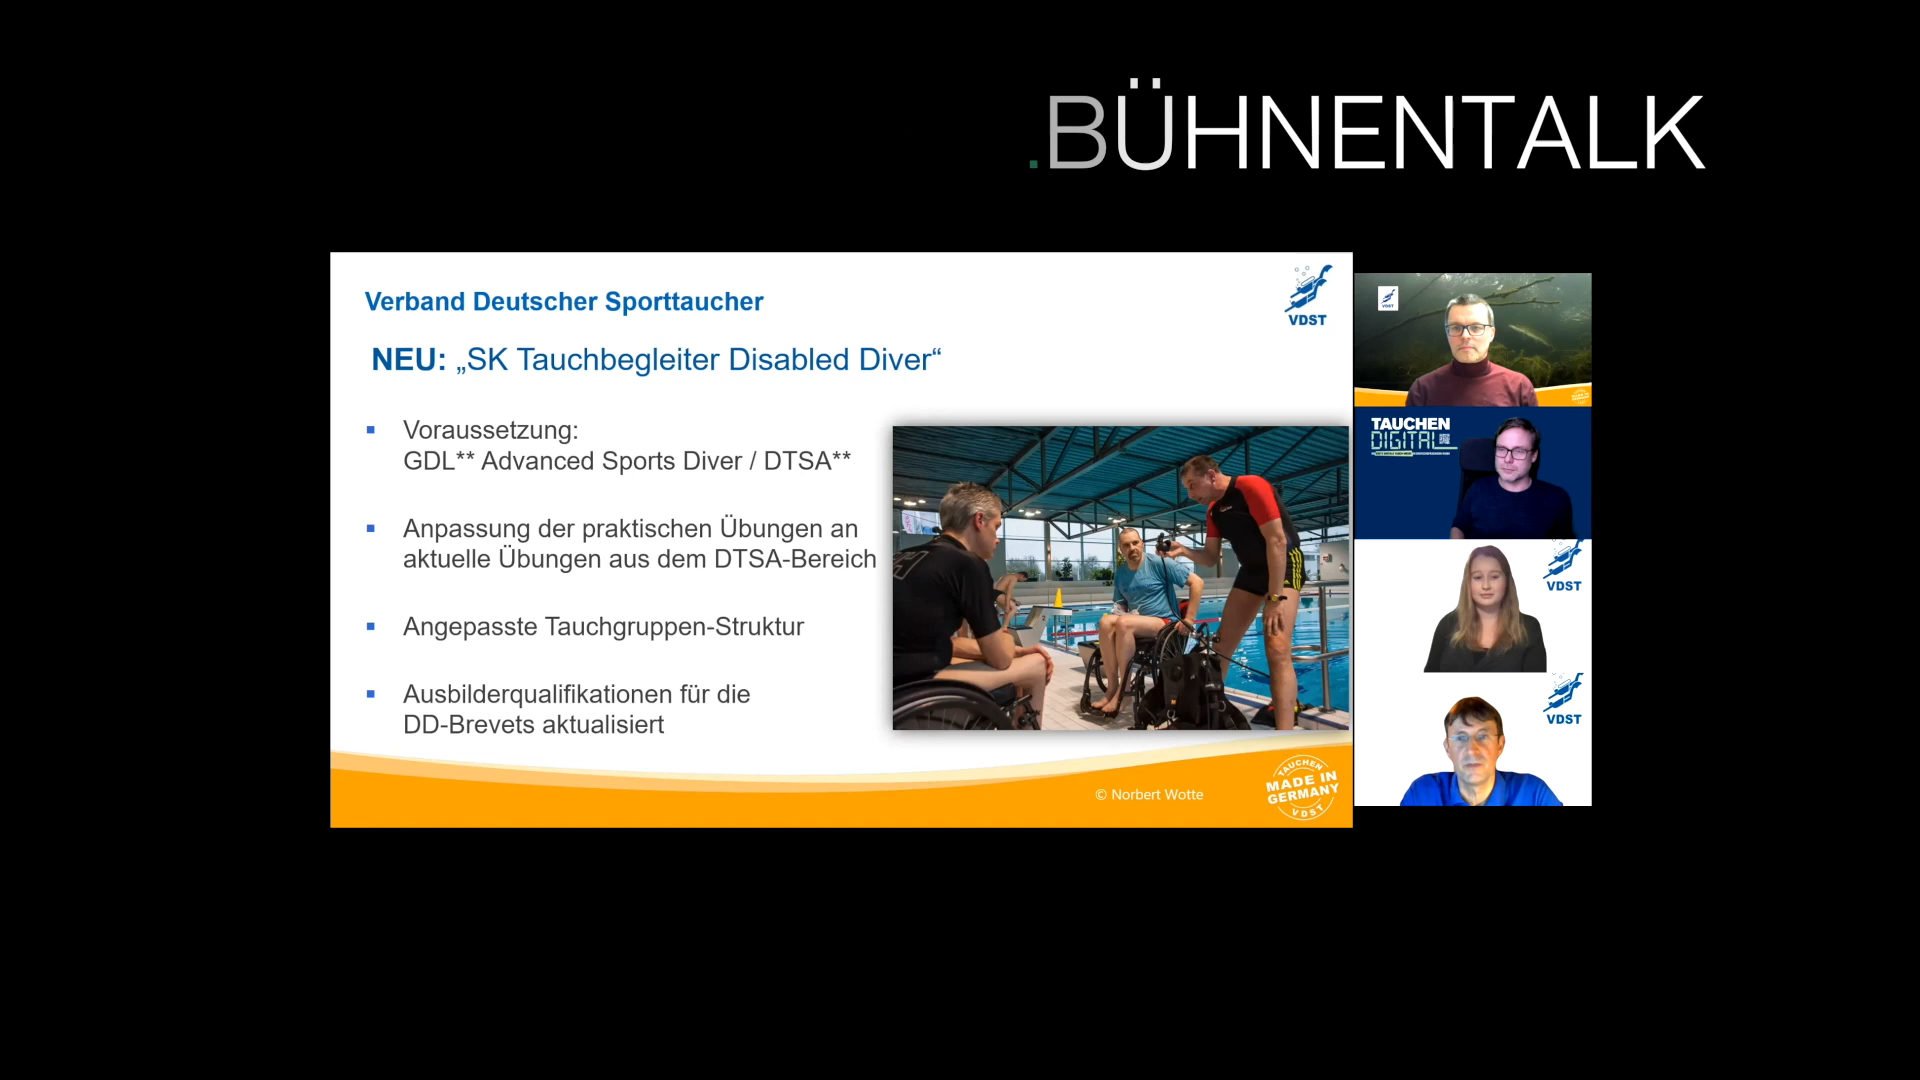 .BÜHNENTALK
Verband Deutscher Sporttaucher
VDST
NEU: „SK Tauchbegleiter Disabled Diver“
▪ Voraussetzung:
GDL** Advanced Sports Diver / DTSA**
▪ Anpassung der praktischen Übungen an
aktuelle Übungen aus dem DTSA-Bereich
▪ Angepasste Tauchgruppen-Struktur
▪ Ausbilderqualifikationen für die
DD-Brevets aktualisiert
© Norbert Wotte
TAUCHEN
MADE IN
GERMANY
VDST
VDST
TAUCHEN
DIGITAL
VDST
VDST